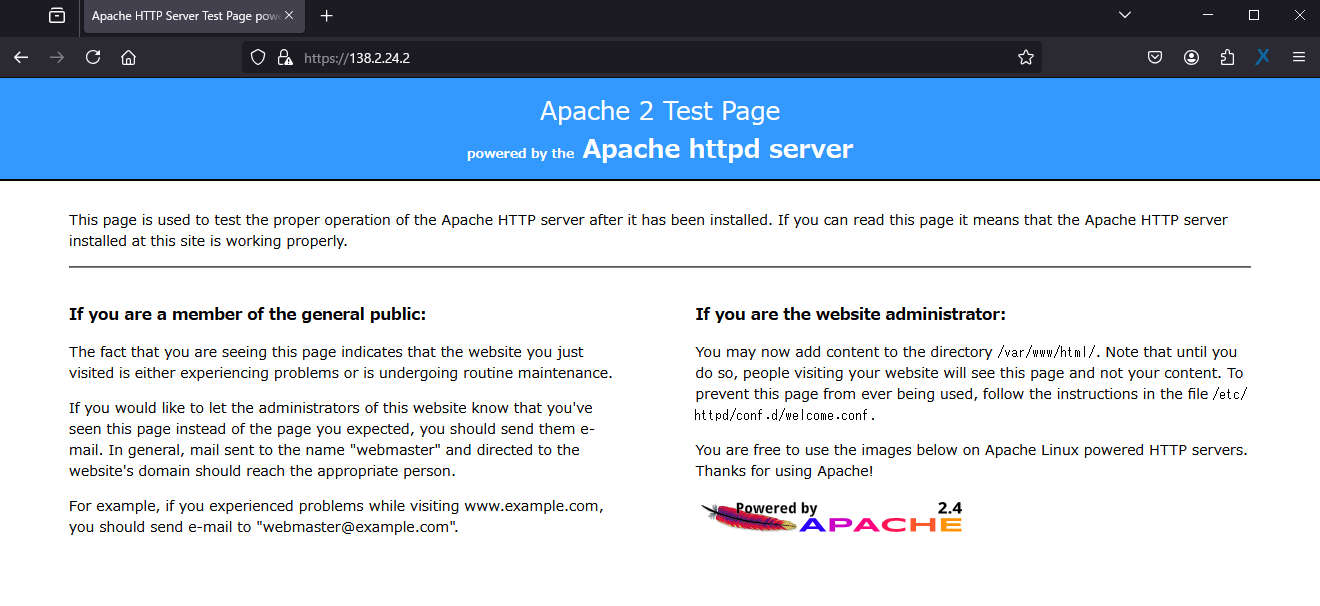 Apache HTTP Server Test Page pow
https://138.2.24.2
Apache 2 Test Page
powered by the Apache httpd server
This page is used to test the proper operation of the Apache HTTP server after it has been installed. If you can read this page it means that the Apache HTTP server
installed at this site is working properly.
If you are a member of the general public:
The fact that you are seeing this page indicates that the website you just
visited is either experiencing problems or is undergoing routine maintenance.
If you would like to let the administrators of this website know that you've
seen this page instead of the page you expected, you should send them e-
mail. In general, mail sent to the name "webmaster" and directed to the
website's domain should reach the appropriate person.
For example, if you experienced problems while visiting www.example.com,
you should send e-mail to "webmaster@example.com".
If you are the website administrator:
You may now add content to the directory /var/www/html/. Note that until you
do so, people visiting your website will see this page and not your content. To
prevent this page from ever being used, follow the instructions in the file /etc/
httpd/conf.d/welcome.conf.
You are free to use the images below on Apache Linux powered HTTP servers.
Thanks for using Apache!
Powered by 2.4
APACHE